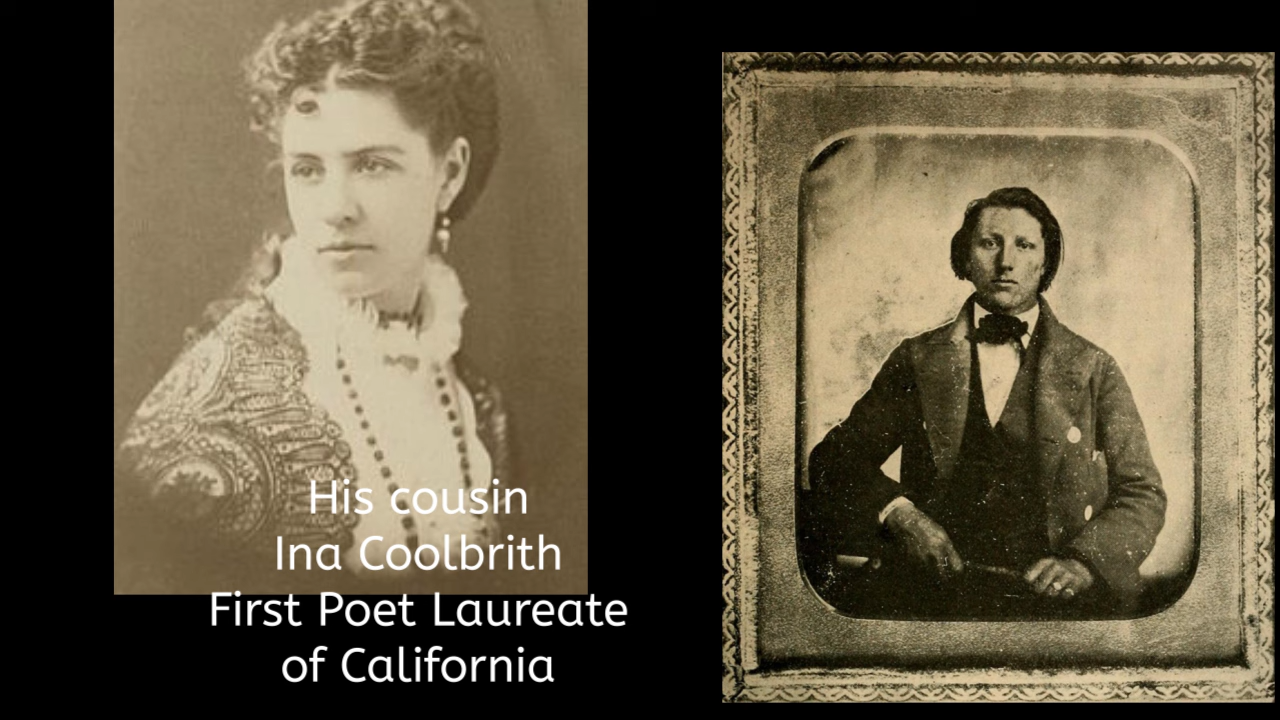 His cousin
Ina Coolbrith
First Poet Laureate
of California